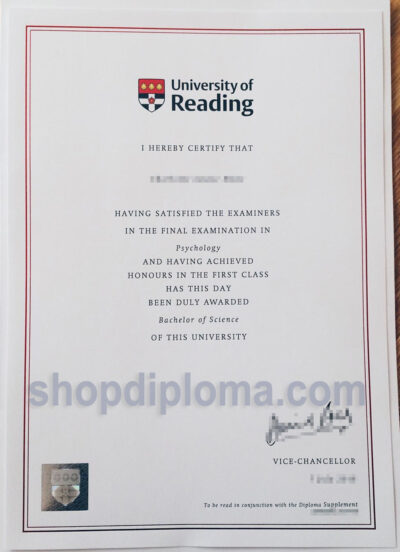 University of
Reading
I HEREBY CERTIFY THAT
HAVING SATISFIED THE EXAMINERS
IN THE FINAL EXAMINATION IN
Psychology
AND HAVING ACHIEVED
HONOURS IN THE FIRST CLASS
HAS THIS DAY
BEEN DULY AWARDED
Bachelor of Science
OF THIS UNIVERSITY
shopdiploma.com
VICE-CHANCELLOR
To be read in conjunction with the Diploma Supplement